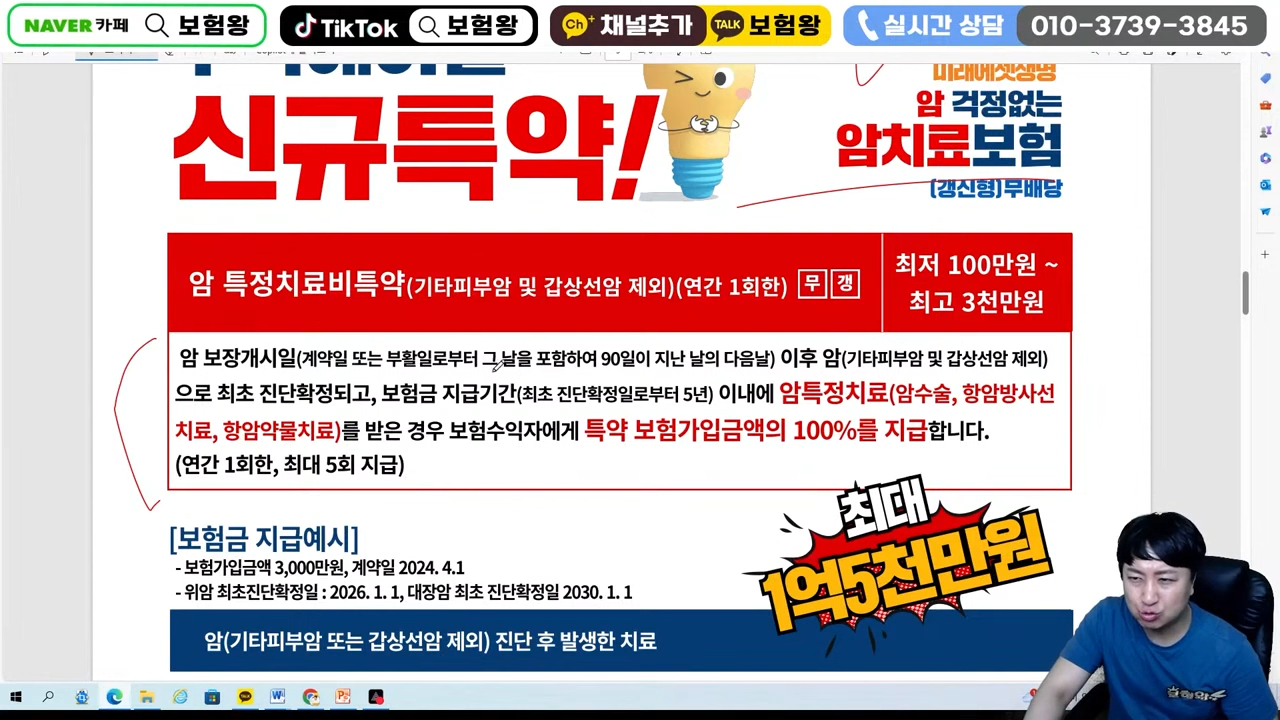 NAVER 카페 보험왕 TikTok 보험왕 Ch+ 채널추가 TALK 보험왕 실시간 상담 010-3739-3845
미래에셋생명
신규특약!
암 걱정없는
암치료보험
(갱신형)무배당
암 특정치료비특약(기타피부암 및 갑상선암 제외)(연간 1회한) 무 갱
최저 100만원 ~
최고 3천만원
암 보장개시일(계약일 또는 부활일로부터 그 날을 포함하여 90일이 지난 날의 다음날) 이후 암(기타피부암 및 갑상선암 제외)
으로 최초 진단확정되고, 보험금 지급기간(최초 진단확정일로부터 5년) 이내에 암특정치료(암수술, 항암방사선
치료, 항암약물치료)를 받은 경우 보험수익자에게 특약 보험가입금액의 100%를 지급합니다.
(연간 1회한, 최대 5회 지급)
최대
1억5천만원
[보험금 지급예시]
- 보험가입금액 3,000만원, 계약일 2024. 4.1
- 위암 최초진단확정일 : 2026. 1. 1, 대장암 최초 진단확정일 2030. 1. 1
암(기타피부암 또는 갑상선암 제외) 진단 후 발생한 치료